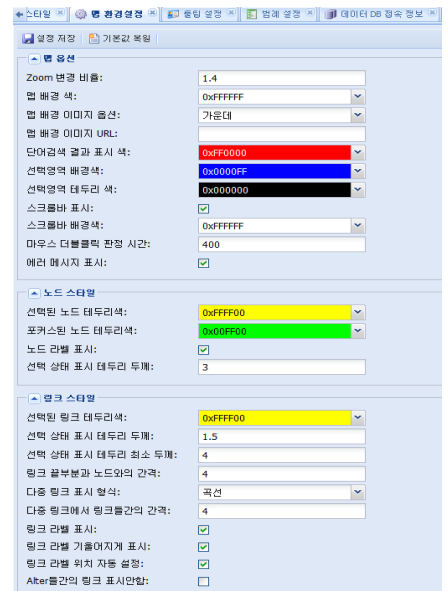 스타일
맵 환경설정
툴팁 설정
범례 설정
데이터 DB 접속 정보
설정 저장 기본값 복원
맵 옵션
Zoom 변경 비율: 1.4
맵 배경 색: 0xFFFFFF
맵 배경 이미지 옵션: 가운데
맵 배경 이미지 URL:
단어검색 결과 표시 색: 0xFF0000
선택영역 배경색: 0x0000FF
선택영역 테두리 색: 0x000000
스크롤바 표시:
스크롤바 배경색: 0xFFFFFF
마우스 더블클릭 판정 시간: 400
에러 메시지 표시:
노드 스타일
선택된 노드 테두리색: 0xFFFF00
포커스된 노드 테두리색: 0x00FF00
노드 라벨 표시:
선택 상태 표시 테두리 두께: 3
링크 스타일
선택된 링크 테두리색: 0xFFFF00
선택 상태 표시 테두리 두께: 1.5
선택 상태 표시 테두리 최소 두께: 4
링크 끝부분과 노드와의 간격: 4
다중 링크 표시 형식: 곡선
다중 링크에서 링크들간의 간격: 4
링크 라벨 표시:
링크 라벨 기울어지게 표시:
링크 라벨 위치 자동 설정:
Alter들간의 링크 표시안함: